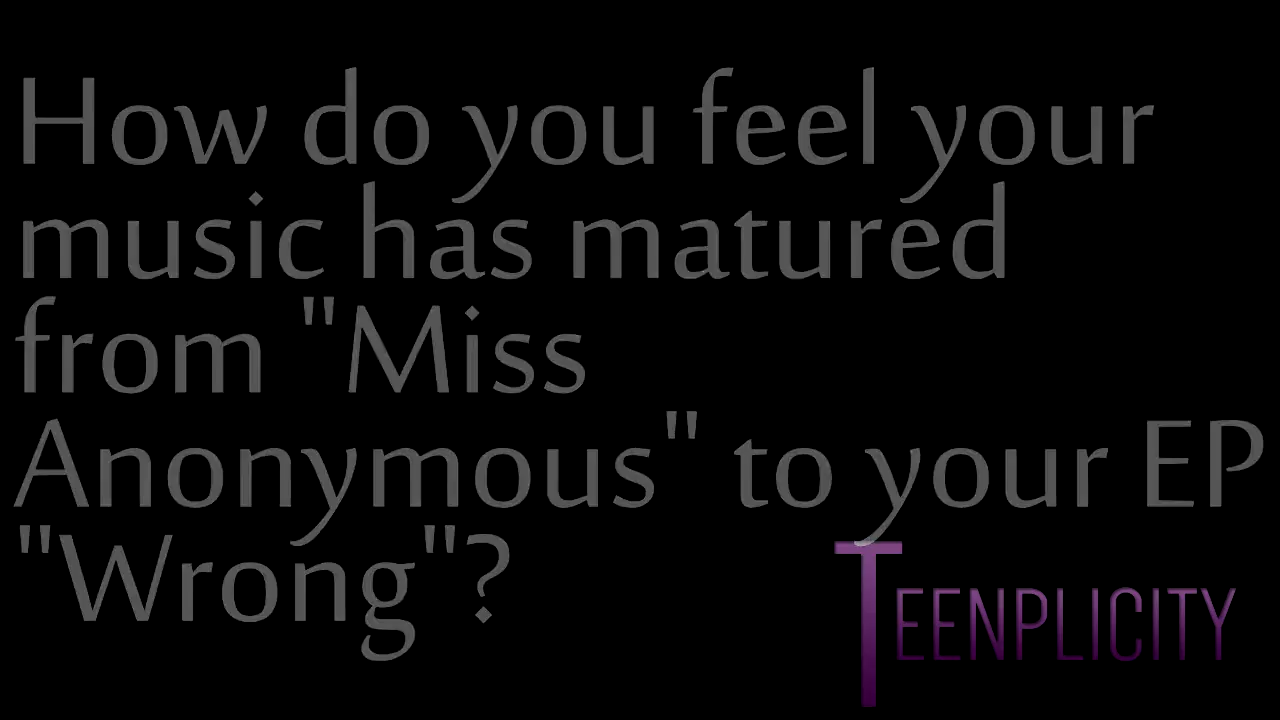 How do you feel your
music has matured
from "Miss
Anonymous" to your EP
"Wrong"?
TEENPLICITY